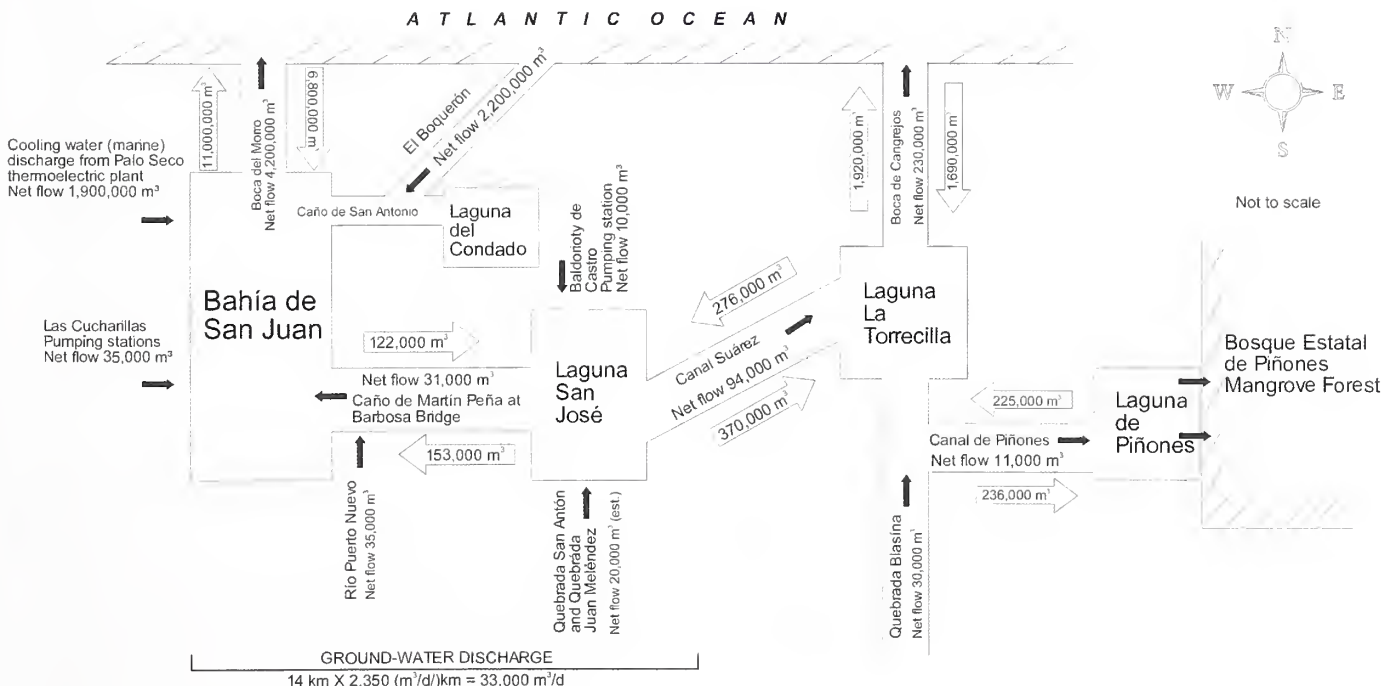 ATLANTIC OCEAN
N
W E
S
Not to scale
11,000,000 m³
Boca del Morro
Net flow 4,200,000 m³
6,800,000 m
El Boquerón
Net flow 2,200,000 m³
1,920,000 m³
Boca de Cangrejos
Net flow 230,000 m³
1,690,000 m³
Cooling water (marine)
discharge from Palo Seco
thermoelectric plant
Net flow 1,900,000 m³
Caño de San Antonio
Laguna
del
Condado
Baldorioty de
Castro
Pumping station
Net flow 10,000 m³
Bahía de
San Juan
Las Cucharillas
Pumping stations
Net flow 35,000 m³
122,000 m³
Net flow 31,000 m³
Caño de Martín Peña at
Barbosa Bridge
153,000 m³
Laguna
San
José
276,000 m³
Canal Suárez
Net flow 94,000 m³
370,000 m³
Laguna
La
Torrecilla
Bosque Estatal
de Piñones
Mangrove Forest
225,000 m³
Canal de Piñones
Net flow 11,000 m³
236,000 m³
Laguna
de
Piñones
Río Puerto Nuevo
Net flow 35,000 m³
Quebrada San Antón
and Quebrada
Juan Meléndez
Net flow 20,000 m³ (est.)
Quebrada Blasina
Net flow 30,000 m³
GROUND-WATER DISCHARGE
14 km X 2,350 (m³/d/)km = 33,000 m³/d